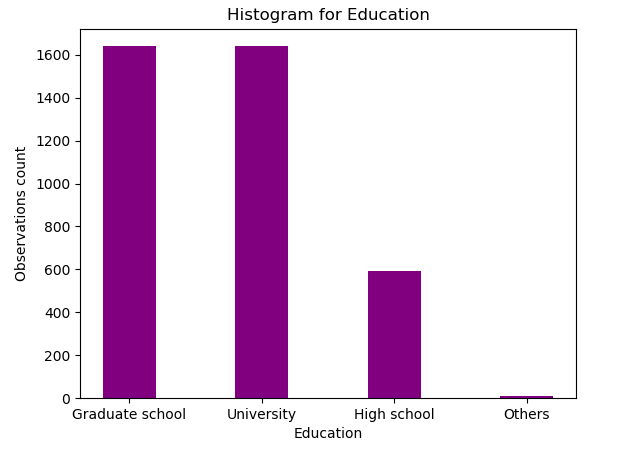 Histogram for Education
Observations count
1600
1400
1200
1000
800
600
400
200
0
Graduate school University High school Others
Education